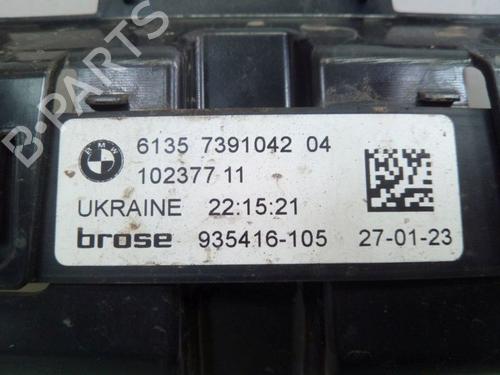 BMW
6135 7391042 04
102377 11
UKRAINE 22:15:21
brose 935416-105 27-01-23
B-PARTS